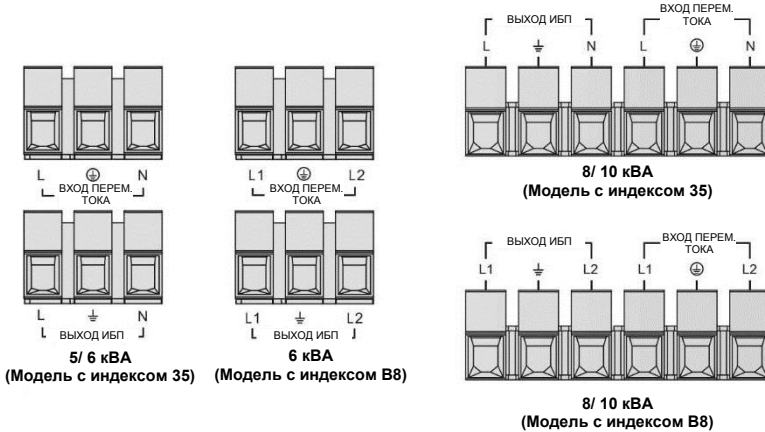 L N
ВХОД ПЕРЕМ.
ТОКА
L N
ВЫХОД ИБП
5/ 6 кВА
(Модель с индексом 35)
L1 L2
ВХОД ПЕРЕМ.
ТОКА
L1 L2
ВЫХОД ИБП
6 кВА
(Модель с индексом B8)
ВЫХОД ИБП
ВХОД ПЕРЕМ.
ТОКА
L N L N
8/ 10 кВА
(Модель с индексом 35)
ВЫХОД ИБП
ВХОД ПЕРЕМ.
ТОКА
L1 L2 L1 L2
8/ 10 кВА
(Модель с индексом B8)